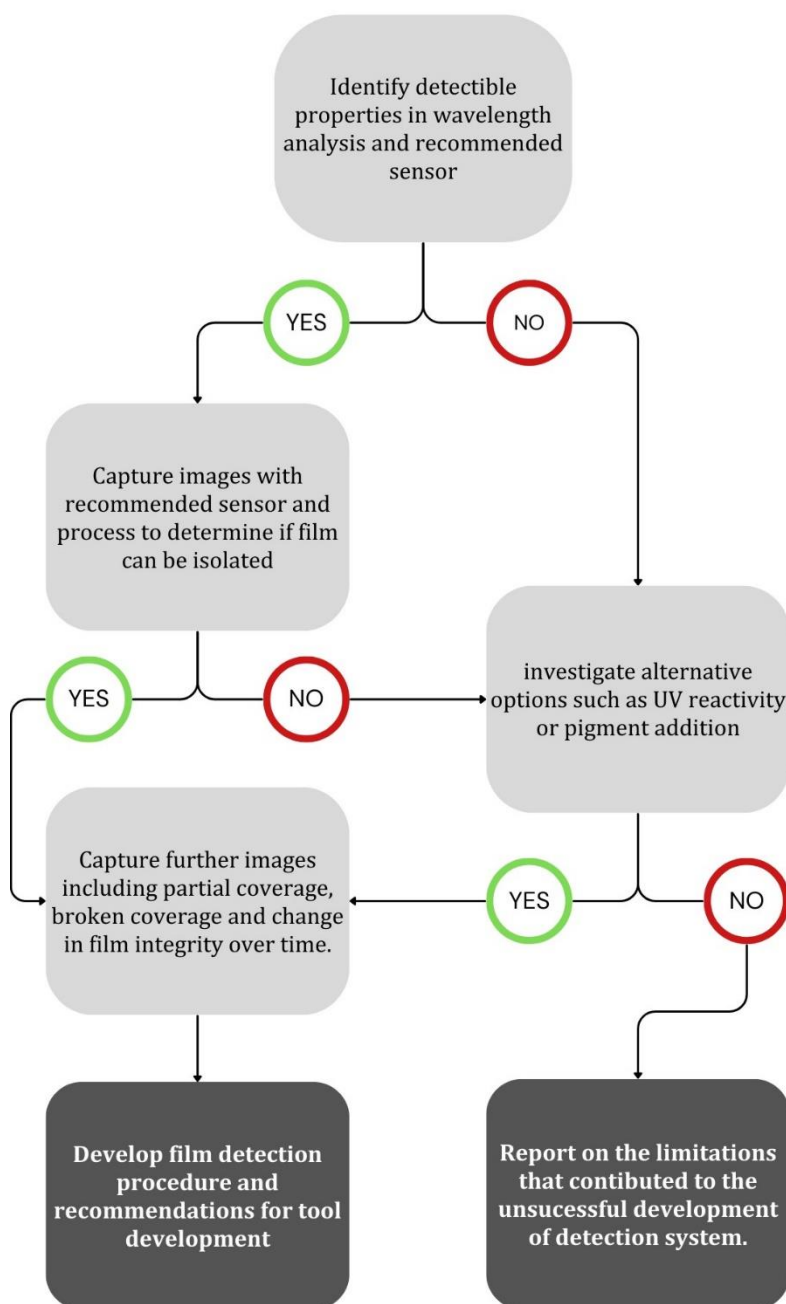 Identify detectible
properties in wavelength
analysis and recommended
sensor
YES
NO
Capture images with
recommended sensor and
process to determine if film
can be isolated
YES
NO
investigate alternative
options such as UV reactivity
or pigment addition
Capture further images
including partial coverage,
broken coverage and change
in film integrity over time.
YES
NO
Develop film detection
procedure and
recommendations for tool
development
Report on the limitations
that contibuted to the
unsucessful development
of detection system.